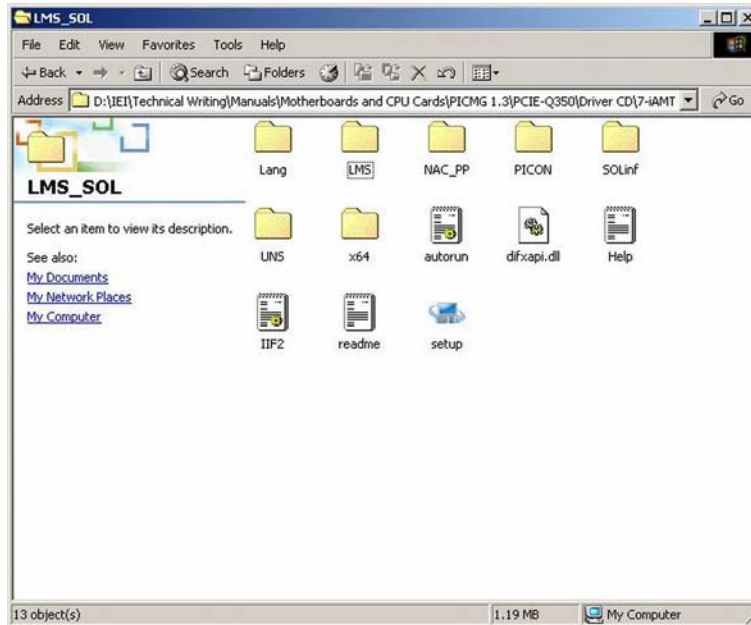 LMS_SOL
File Edit View Favorites Tools Help
Back Search Folders
Address D:\IEI\Technical Writing\Manuals\Motherboards and CPU Cards\PICMG 1.3\PCIE-Q350\Driver CD\7-iAMT Go
LMS_SOL
Select an item to view its description.
See also:
My Documents
My Network Places
My Computer
Lang LMS NAC_PP PICON SOLinf
UNS x64 autorun difxapi.dll Help
IIF2 readme setup
13 object(s) 1.19 MB My Computer